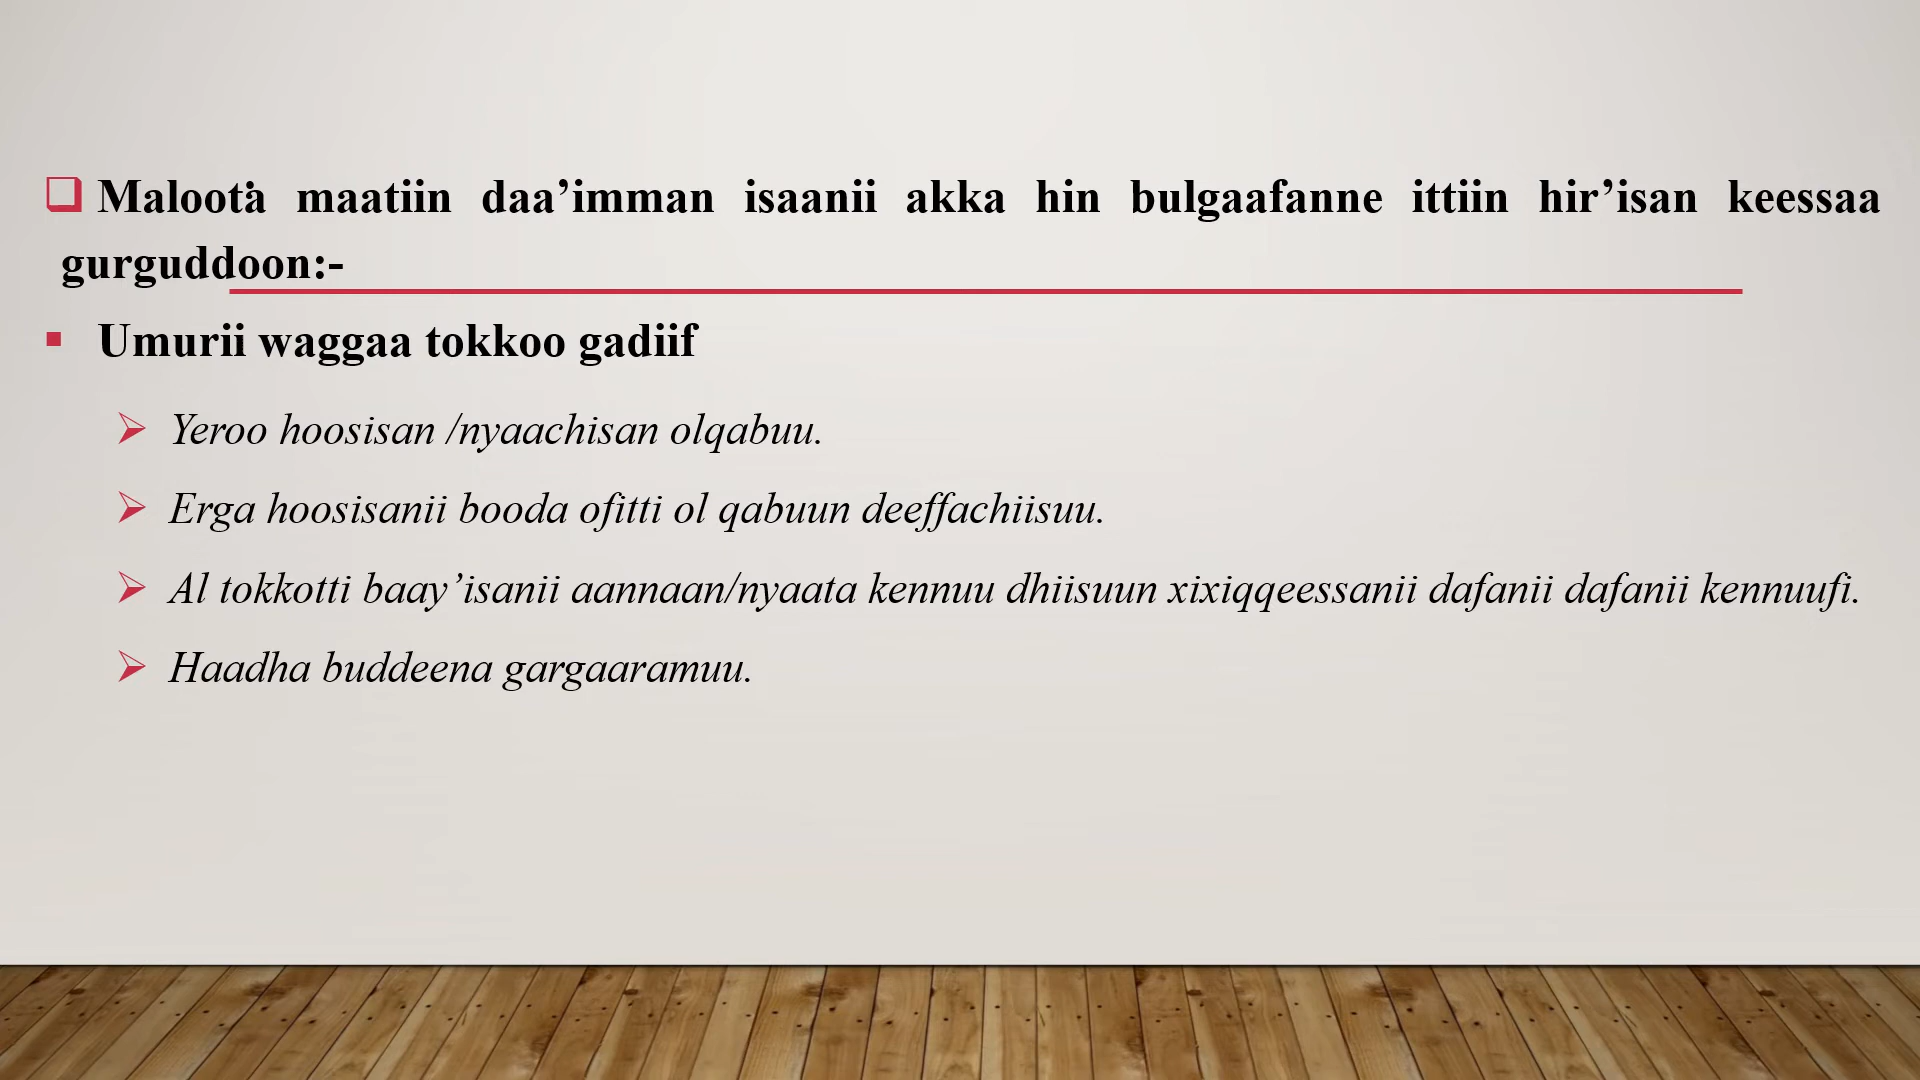 Maloota maatiin daa’imman isaanii akka hin bulgaafanne ittiin hir’isan keessaa
gurguddoon:-
Umurii waggaa tokkoo gadiif
Yeroo hoosisan /nyaachisan olqabuu.
Erga hoosisanii booda ofitti ol qabuun deeffachiisuu.
Al tokkotti baay’isanii aannaan/nyaata kennuu dhiisuun xixiqqeessanii dafanii dafanii kennuufi.
Haadha buddeena gargaaramuu.